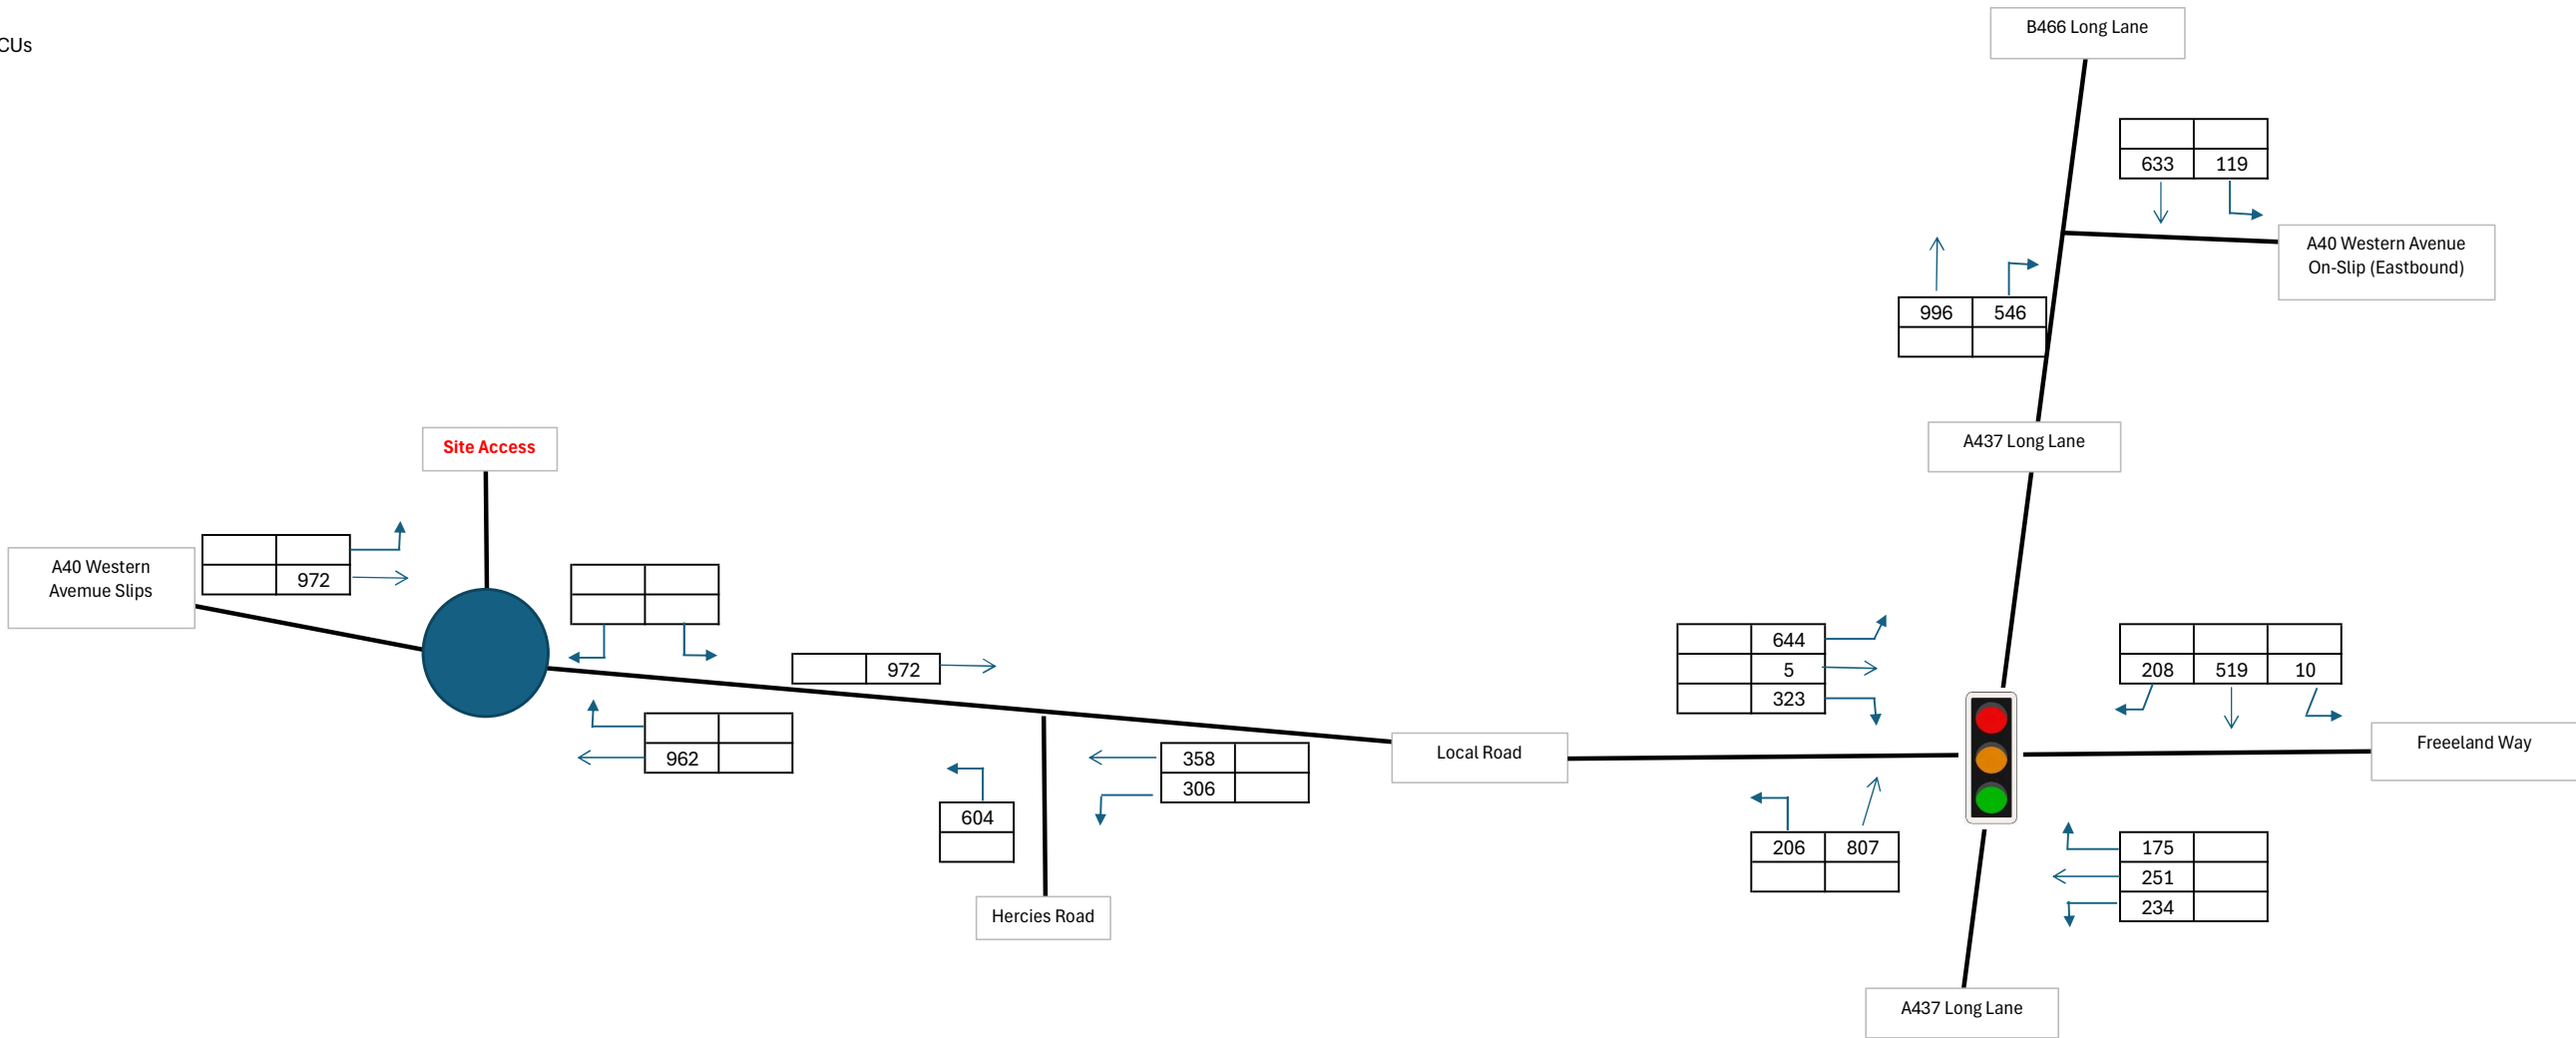 B466 Long Lane
CUs
633 119
A40 Western Avenue
On-Slip (Eastbound)
996 546
Site Access
A437 Long Lane
A40 Western
Avemue Slips
972
972
644
5
323
208 519 10
962
358
306
604
Local Road
Freeeland Way
206 807
175
251
234
Hercies Road
A437 Long Lane